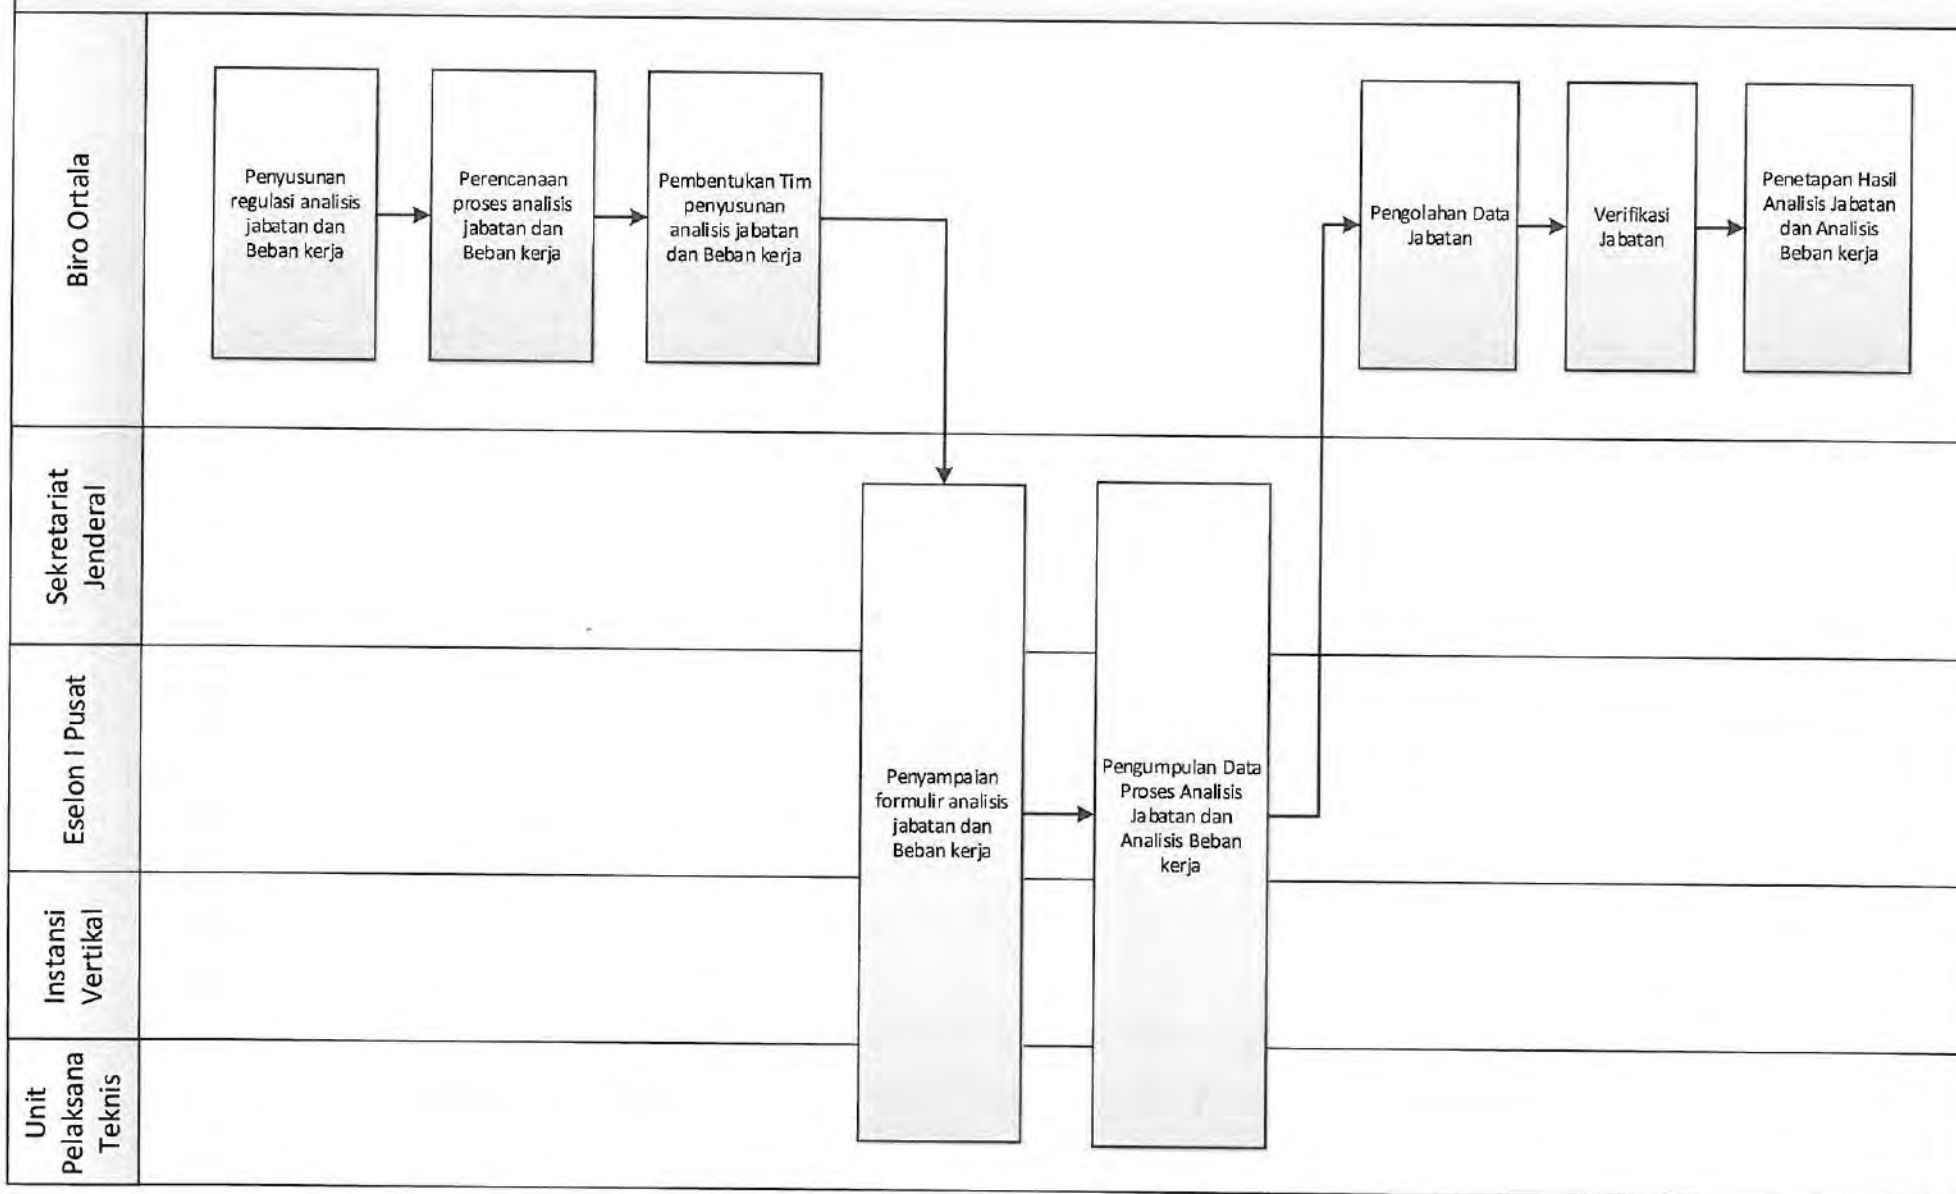 Biro Ortala
Penyusunan
regulasi analisis
jabatan dan
Beban kerja
Perencanaan
proses analisis
jabatan dan
Beban kerja
Pembentukan Tim
penyusunan
analisis jabatan
dan Beban kerja
Pengolahan Data
Jabatan
Verifikasi
Jabatan
Penetapan Hasil
Analisis Jabatan
dan Analisis
Beban kerja
Sekretariat
Jenderal
Eselon I Pusat
Penyampaian
formulir analisis
jabatan dan
Beban kerja
Pengumpulan Data
Proses Analisis
Jabatan dan
Analisis Beban
kerja
Instansi
Vertikal
Unit
Pelaksana
Teknis